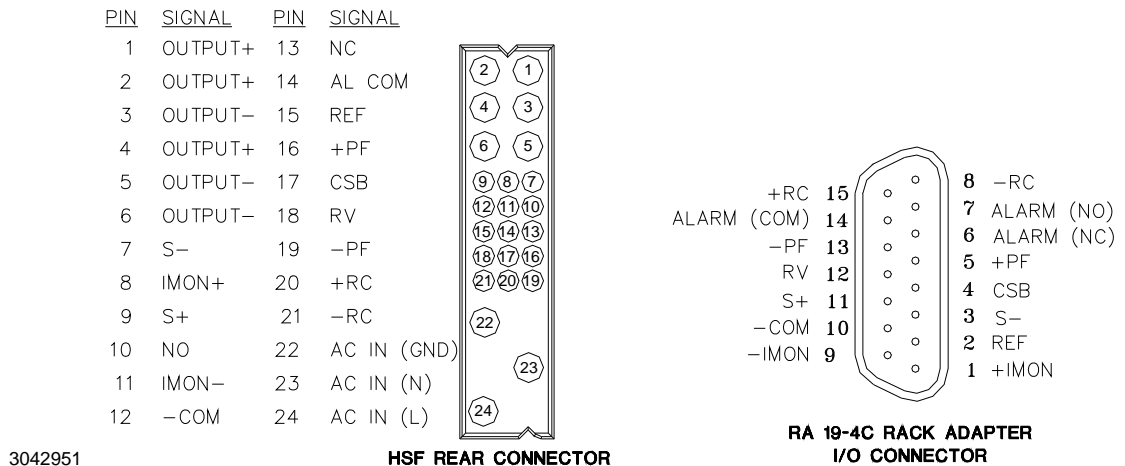 PIN SIGNAL PIN SIGNAL
1 OUTPUT+ 13 NC
2 OUTPUT+ 14 AL COM
3 OUTPUT− 15 REF
4 OUTPUT+ 16 +PF
5 OUTPUT− 17 CSB
6 OUTPUT− 18 RV
7 S− 19 −PF
8 IMON+ 20 +RC
9 S+ 21 −RC
10 NO 22 AC IN (GND)
11 IMON− 23 AC IN (N)
12 −COM 24 AC IN (L)
2 1
4 3
6 5
9 8 7
12 11 10
15 14 13
18 17 16
21 20 19
22
23
24
HSF REAR CONNECTOR
+RC 15
ALARM (COM) 14
−PF 13
RV 12
S+ 11
−COM 10
−IMON 9
8 −RC
7 ALARM (NO)
6 ALARM (NC)
5 +PF
4 CSB
3 S−
2 REF
1 +IMON
RA 19-4C RACK ADAPTER
I/O CONNECTOR
3042951